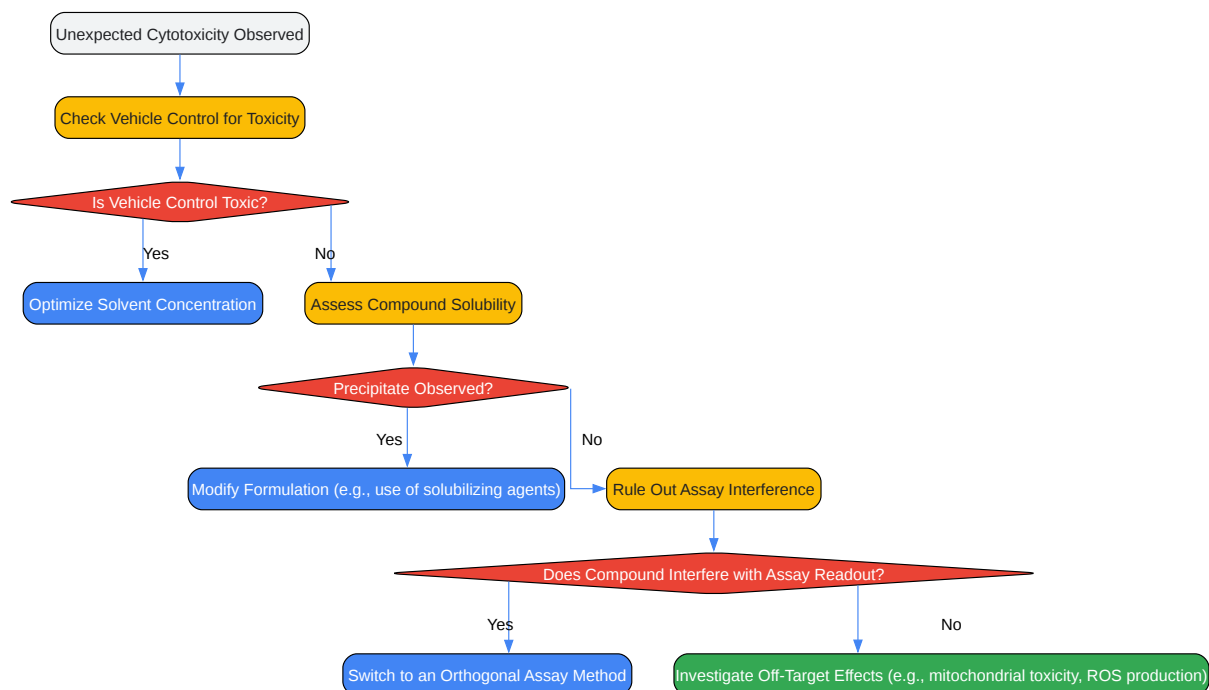 Unexpected Cytotoxicity Observed
Check Vehicle Control for Toxicity
Is Vehicle Control Toxic?
Yes
No
Optimize Solvent Concentration
Assess Compound Solubility
Precipitate Observed?
Yes
No
Modify Formulation (e.g., use of solubilizing agents)
Rule Out Assay Interference
Does Compound Interfere with Assay Readout?
Yes
No
Switch to an Orthogonal Assay Method
Investigate Off-Target Effects (e.g., mitochondrial toxicity, ROS production)